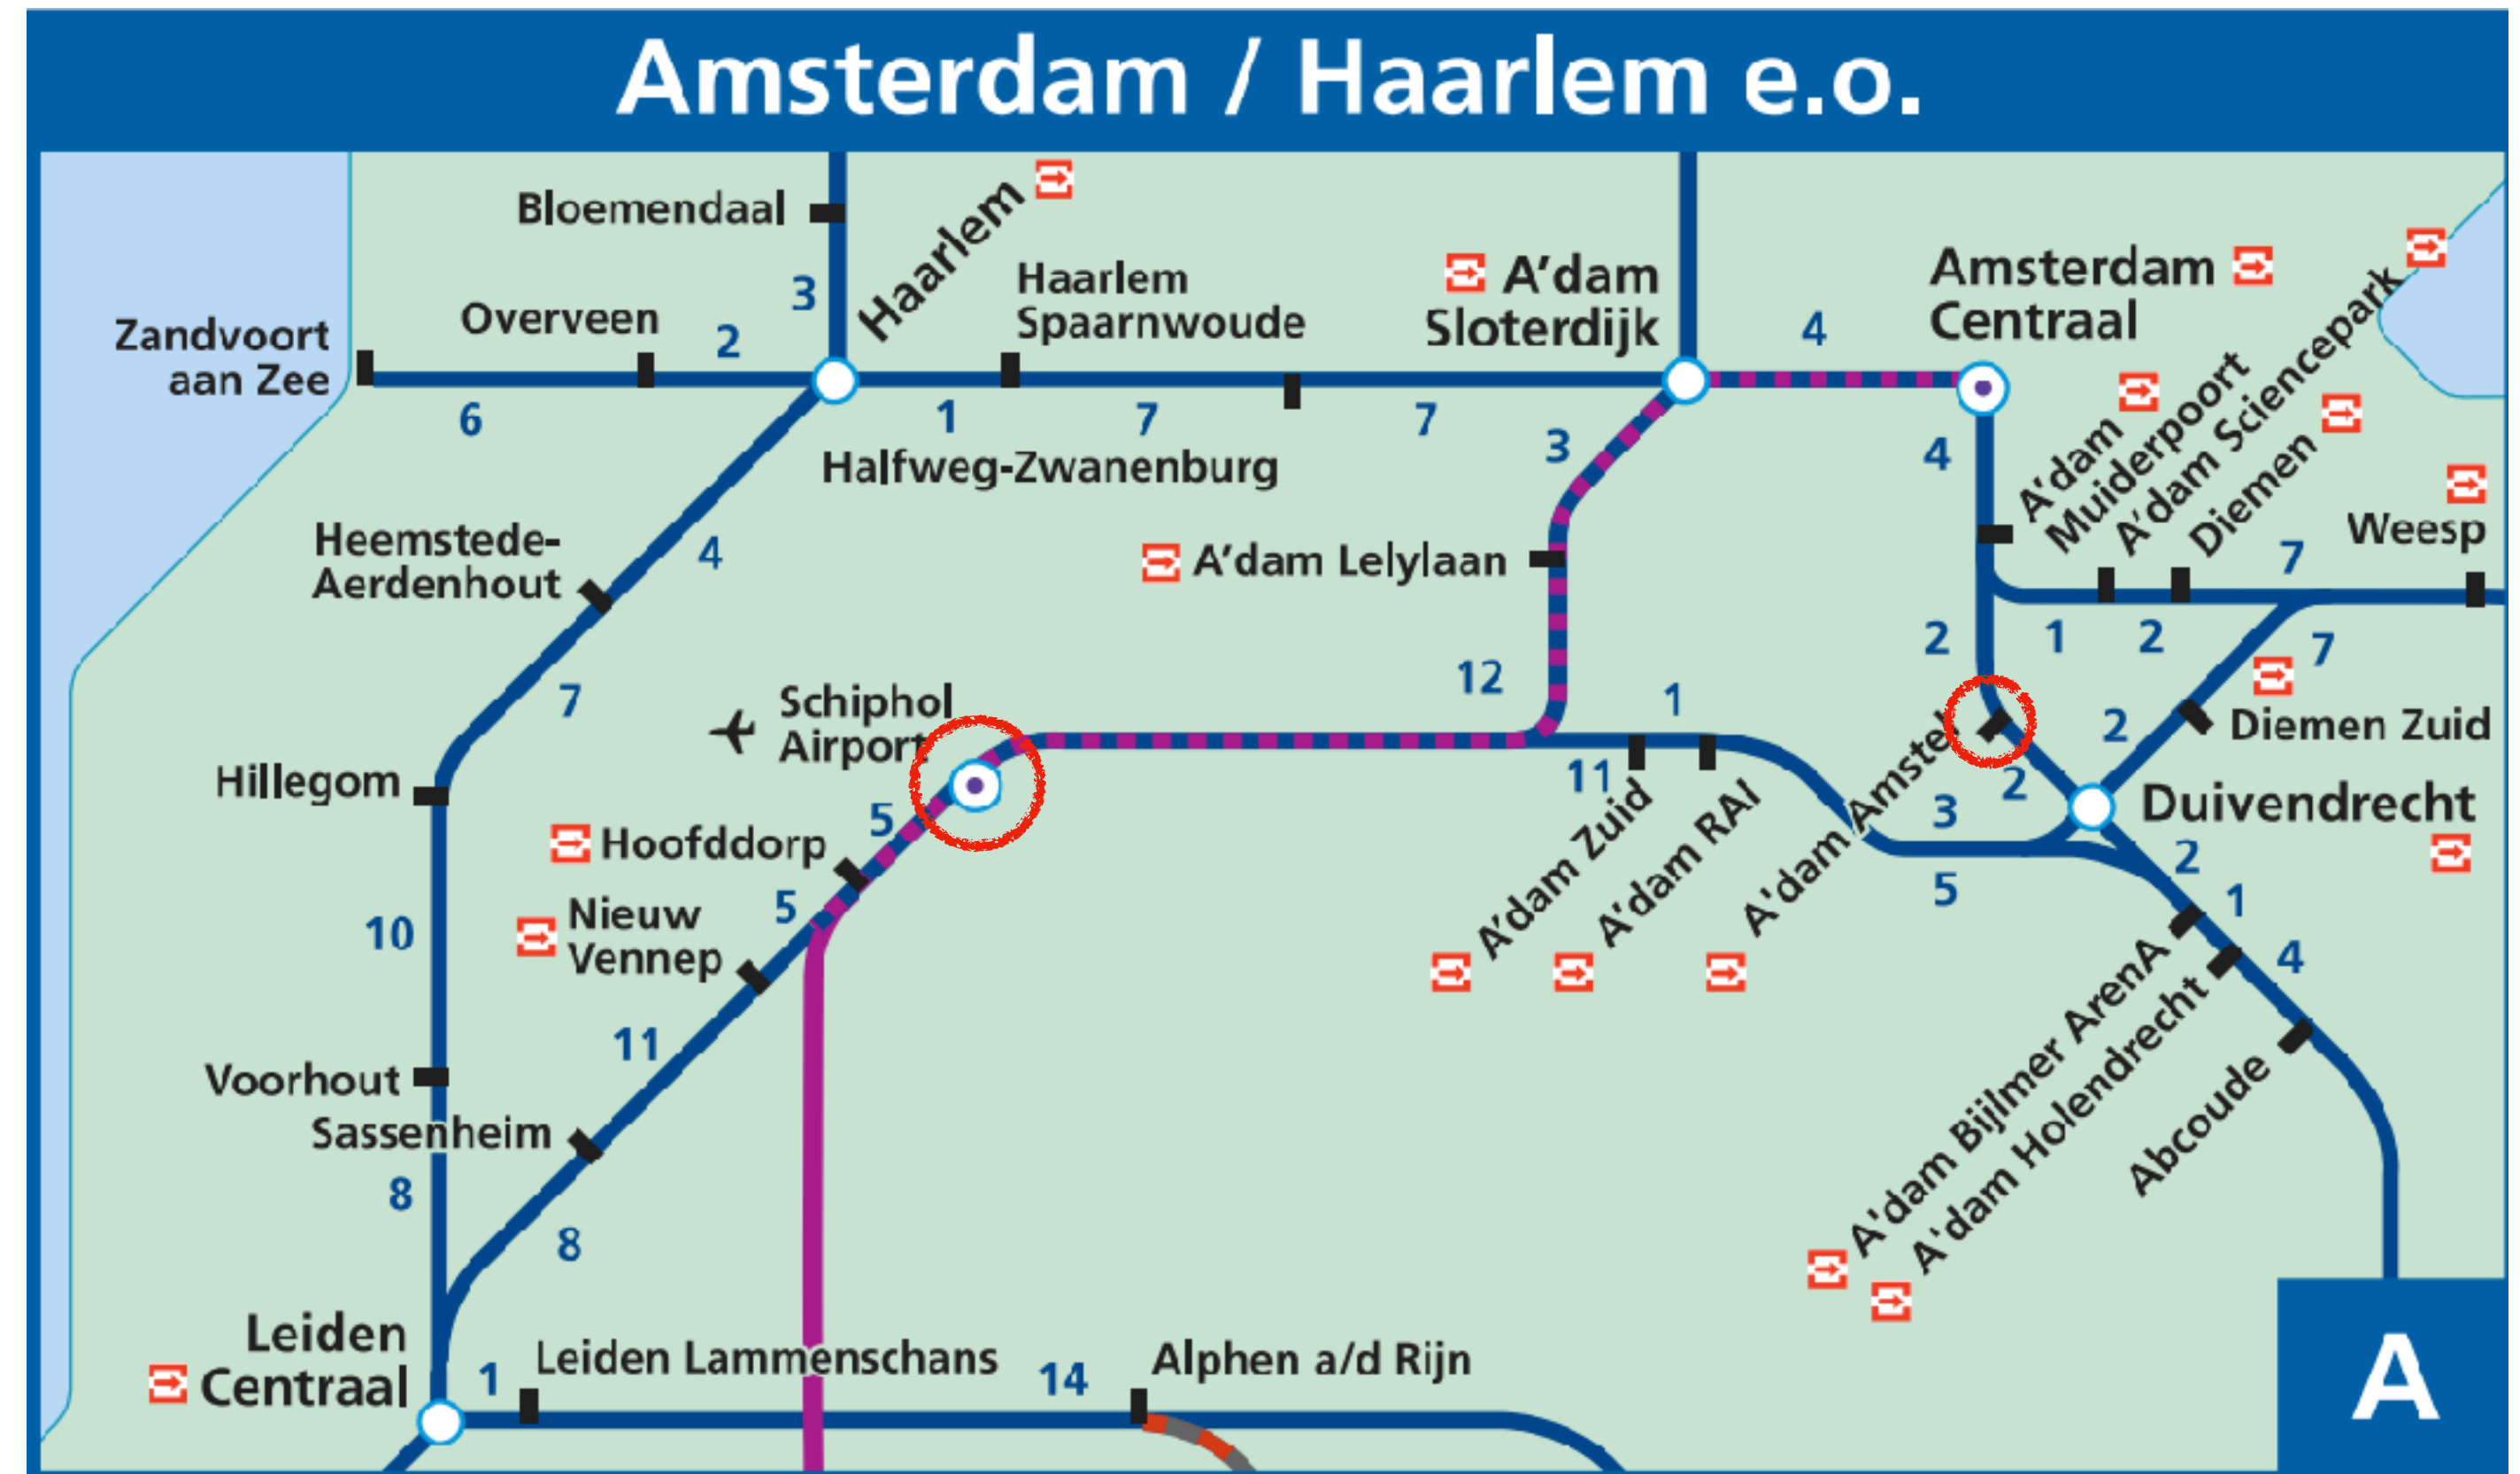 Amsterdam / Haarlem e.o.
Bloemendaal
Haarlem
3
Overveen
2
Zandvoort
aan Zee
6
Haarlem
Spaarnwoude
1
7
7
Halfweg-Zwanenburg
A'dam
Sloterdijk
4
Amsterdam
Centraal
4
3
A'dam
Muiderpoort
A'dam Sciencepark
Diemen
Weesp
7
1
2
2
7
Heemstede-
Aerdenhout
4
7
A'dam Lelylaan
12
Schiphol
Airport
1
11
Hillegom
5
Hoofddorp
5
Nieuw
Vennep
11
10
A'dam Zuid
A'dam RAI
A'dam Amstel
2
Diemen Zuid
2
Duivendrecht
3
5
2
1
4
Voorhout
Sassenheim
8
8
A'dam Bijlmer ArenA
A'dam Holendrecht
Abcoude
Leiden
Centraal
1
Leiden Lammenschans
14
Alphen a/d Rijn
A